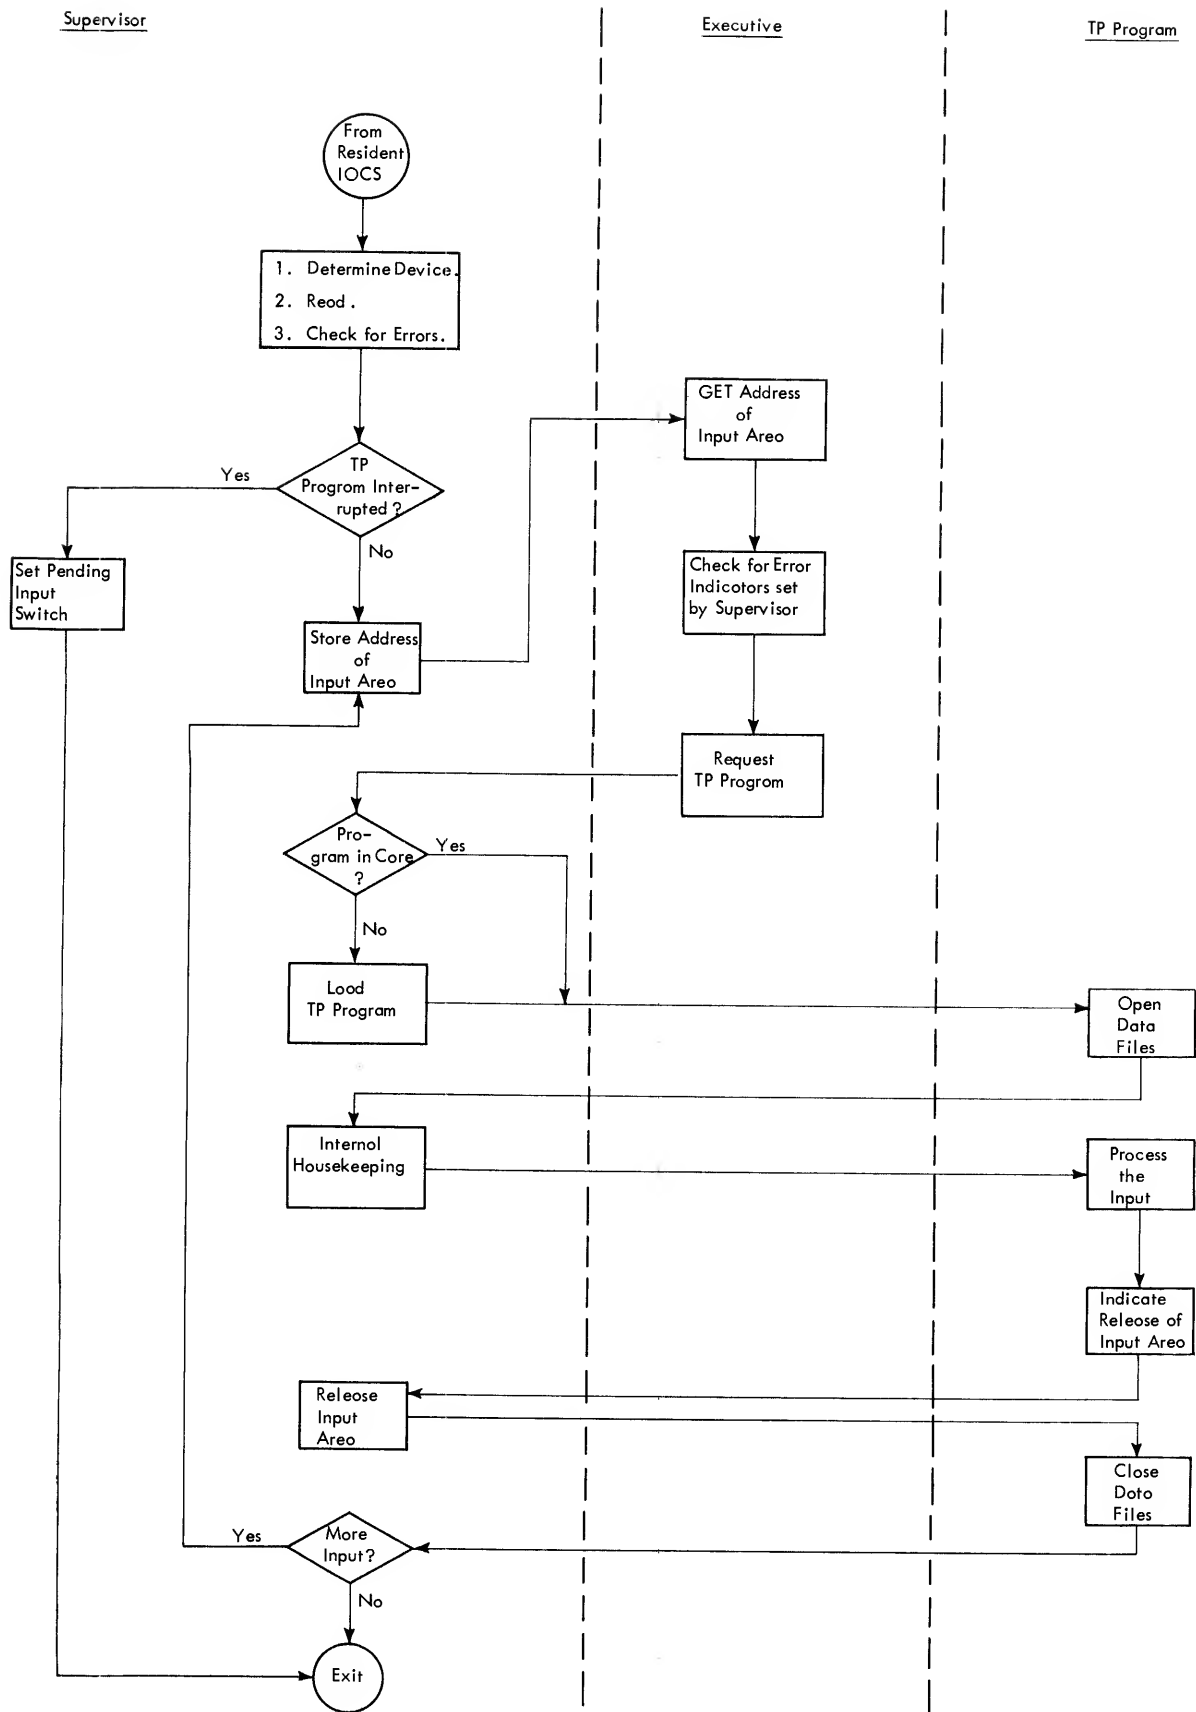 Supervisor
Executive
TP Program
From
Resident
IOCS
1. Determine Device.
2. Reod.
3. Check for Errors.
GET Address
of
Input Areo
TP
Progrom Inter-
rupted?
Yes
No
Set Pending
Input
Switch
Check for Error
Indicotors set
by Supervisor
Store Address
of
Input Areo
Request
TP Progrom
Pro-
gram in Core
?
Yes
No
Lood
TP Program
Open
Data
Files
Internol
Housekeeping
Process
the
Input
Indicate
Releose of
Input Area
Releose
Input
Areo
Close
Doto
Files
More
Input?
Yes
No
Exit